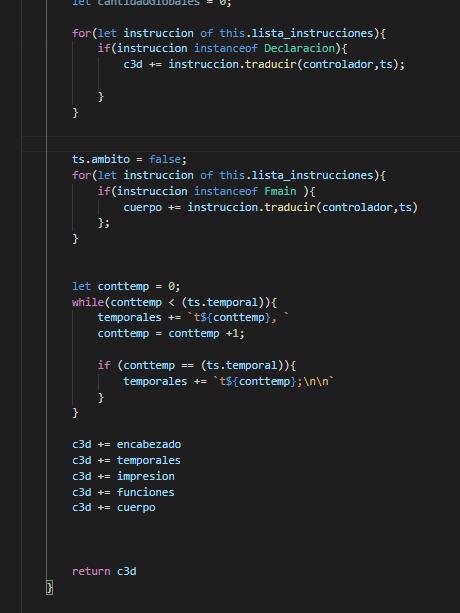 let cantidadGlobales = 0;
for(let instruccion of this.lista_instrucciones){
if(instruccion instanceof Declaracion){
c3d += instruccion.traducir(controlador,ts);
}
}
ts.ambito = false;
for(let instruccion of this.lista_instrucciones){
if(instruccion instanceof Fmain ){
cuerpo += instruccion.traducir(controlador,ts)
};
}
let conttemp = 0;
while(conttemp < (ts.temporal)){
temporales += `t${conttemp}, `
conttemp = conttemp +1;
if (conttemp == (ts.temporal)){
temporales += `t${conttemp};\n\n`
}
}
c3d += encabezado
c3d += temporales
c3d += impresion
c3d += funciones
c3d += cuerpo
return c3d
}